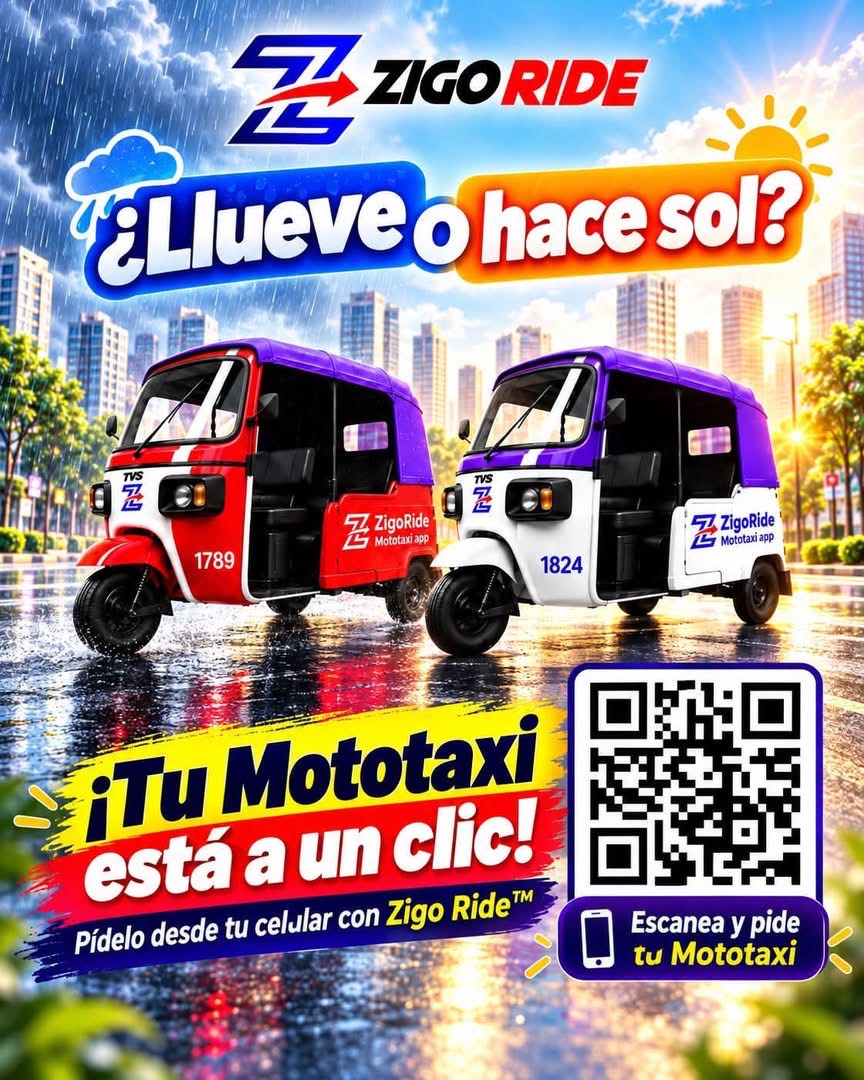 ZIGO RIDE
¿Llueve o hace sol?
TVS
1789
ZigoRide
Mototaxi app
TVS
1824
ZigoRide
Mototaxi app
¡Tu Mototaxi
está a un clic!
Pídelo desde tu celular con Zigo Ride™
Escanea y pide
tu Mototaxi